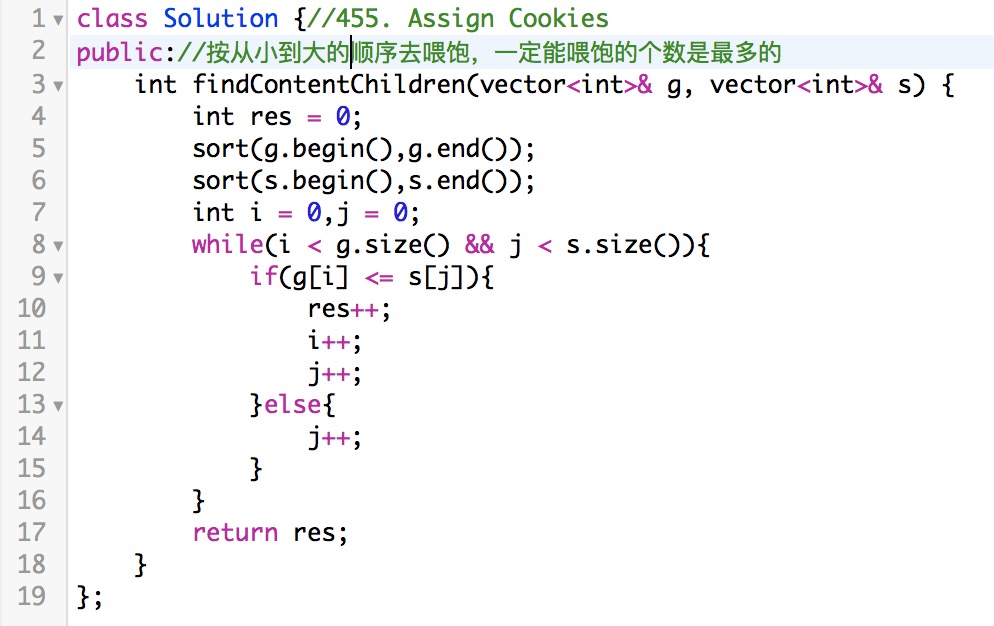 1 class Solution {//455. Assign Cookies
2 public://按从小到大的顺序去喂饱，一定能喂饱的个数是最多的
3     int findContentChildren(vector<int>& g, vector<int>& s) {
4         int res = 0;
5         sort(g.begin(),g.end());
6         sort(s.begin(),s.end());
7         int i = 0,j = 0;
8         while(i < g.size() && j < s.size()){
9             if(g[i] <= s[j]){
10                 res++;
11                 i++;
12                 j++;
13             }else{
14                 j++;
15             }
16         }
17         return res;
18     }
19 };